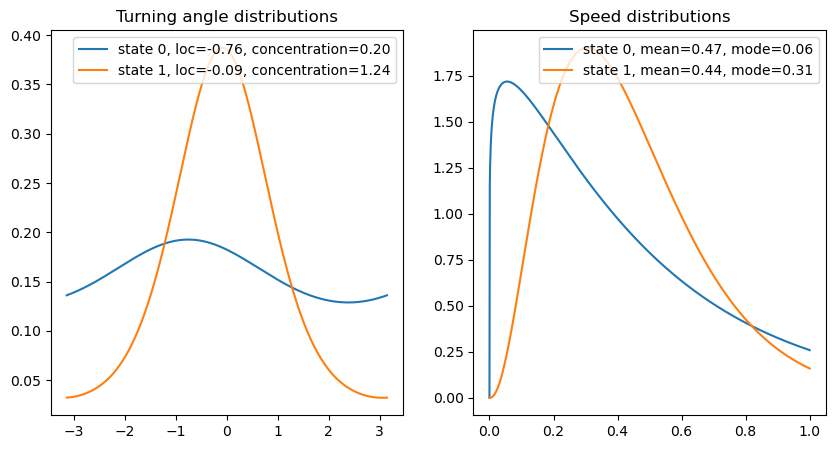 Turning angle distributions
state 0, loc=-0.76, concentration=0.20
state 1, loc=-0.09, concentration=1.24
0.40
0.35
0.30
0.25
0.20
0.15
0.10
0.05
−3 −2 −1 0 1 2 3
Speed distributions
state 0, mean=0.47, mode=0.06
state 1, mean=0.44, mode=0.31
1.75
1.50
1.25
1.00
0.75
0.50
0.25
0.00
0.0 0.2 0.4 0.6 0.8 1.0